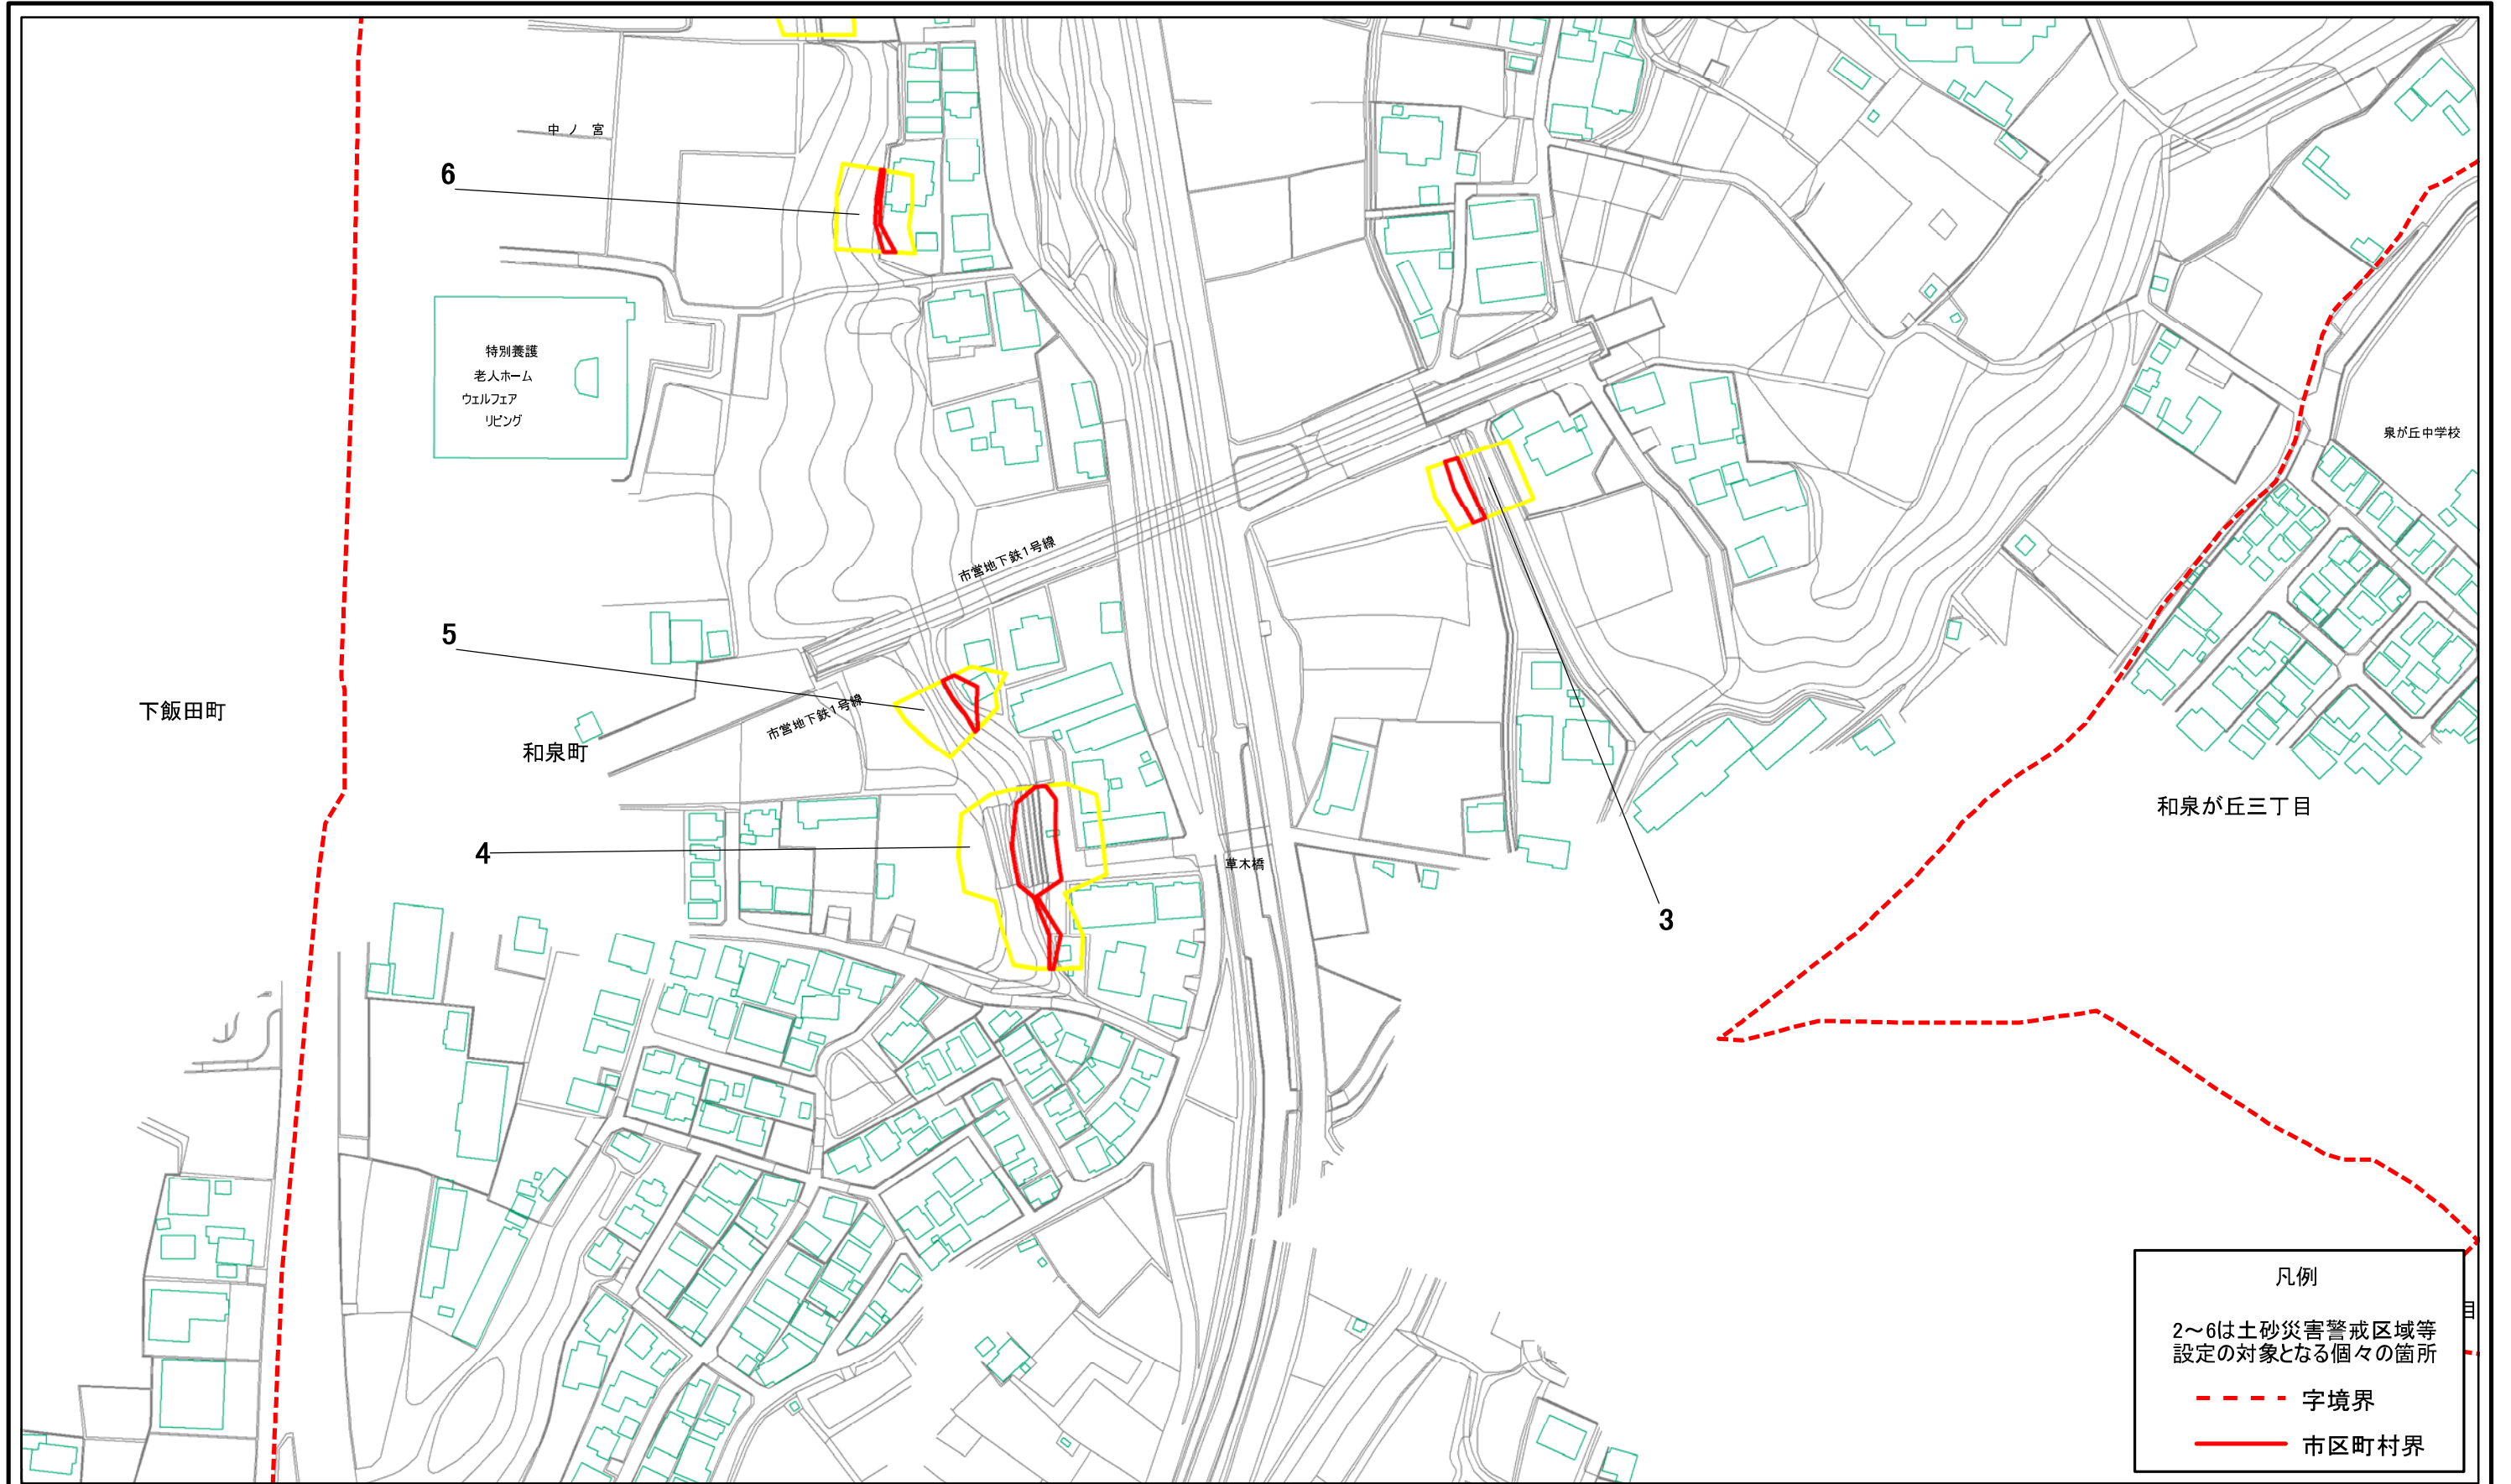 中ノ宮
6
特別養護
老人ホーム
ウェルフェア
リビング
泉が丘中学校
市営地下鉄1号線
5
市営地下鉄1号線
下飯田町
和泉町
和泉が丘三丁目
4
草木橋
3
凡例
目
2～6は土砂災害警戒区域等
設定の対象となる個々の箇所
字境界
市区町村界